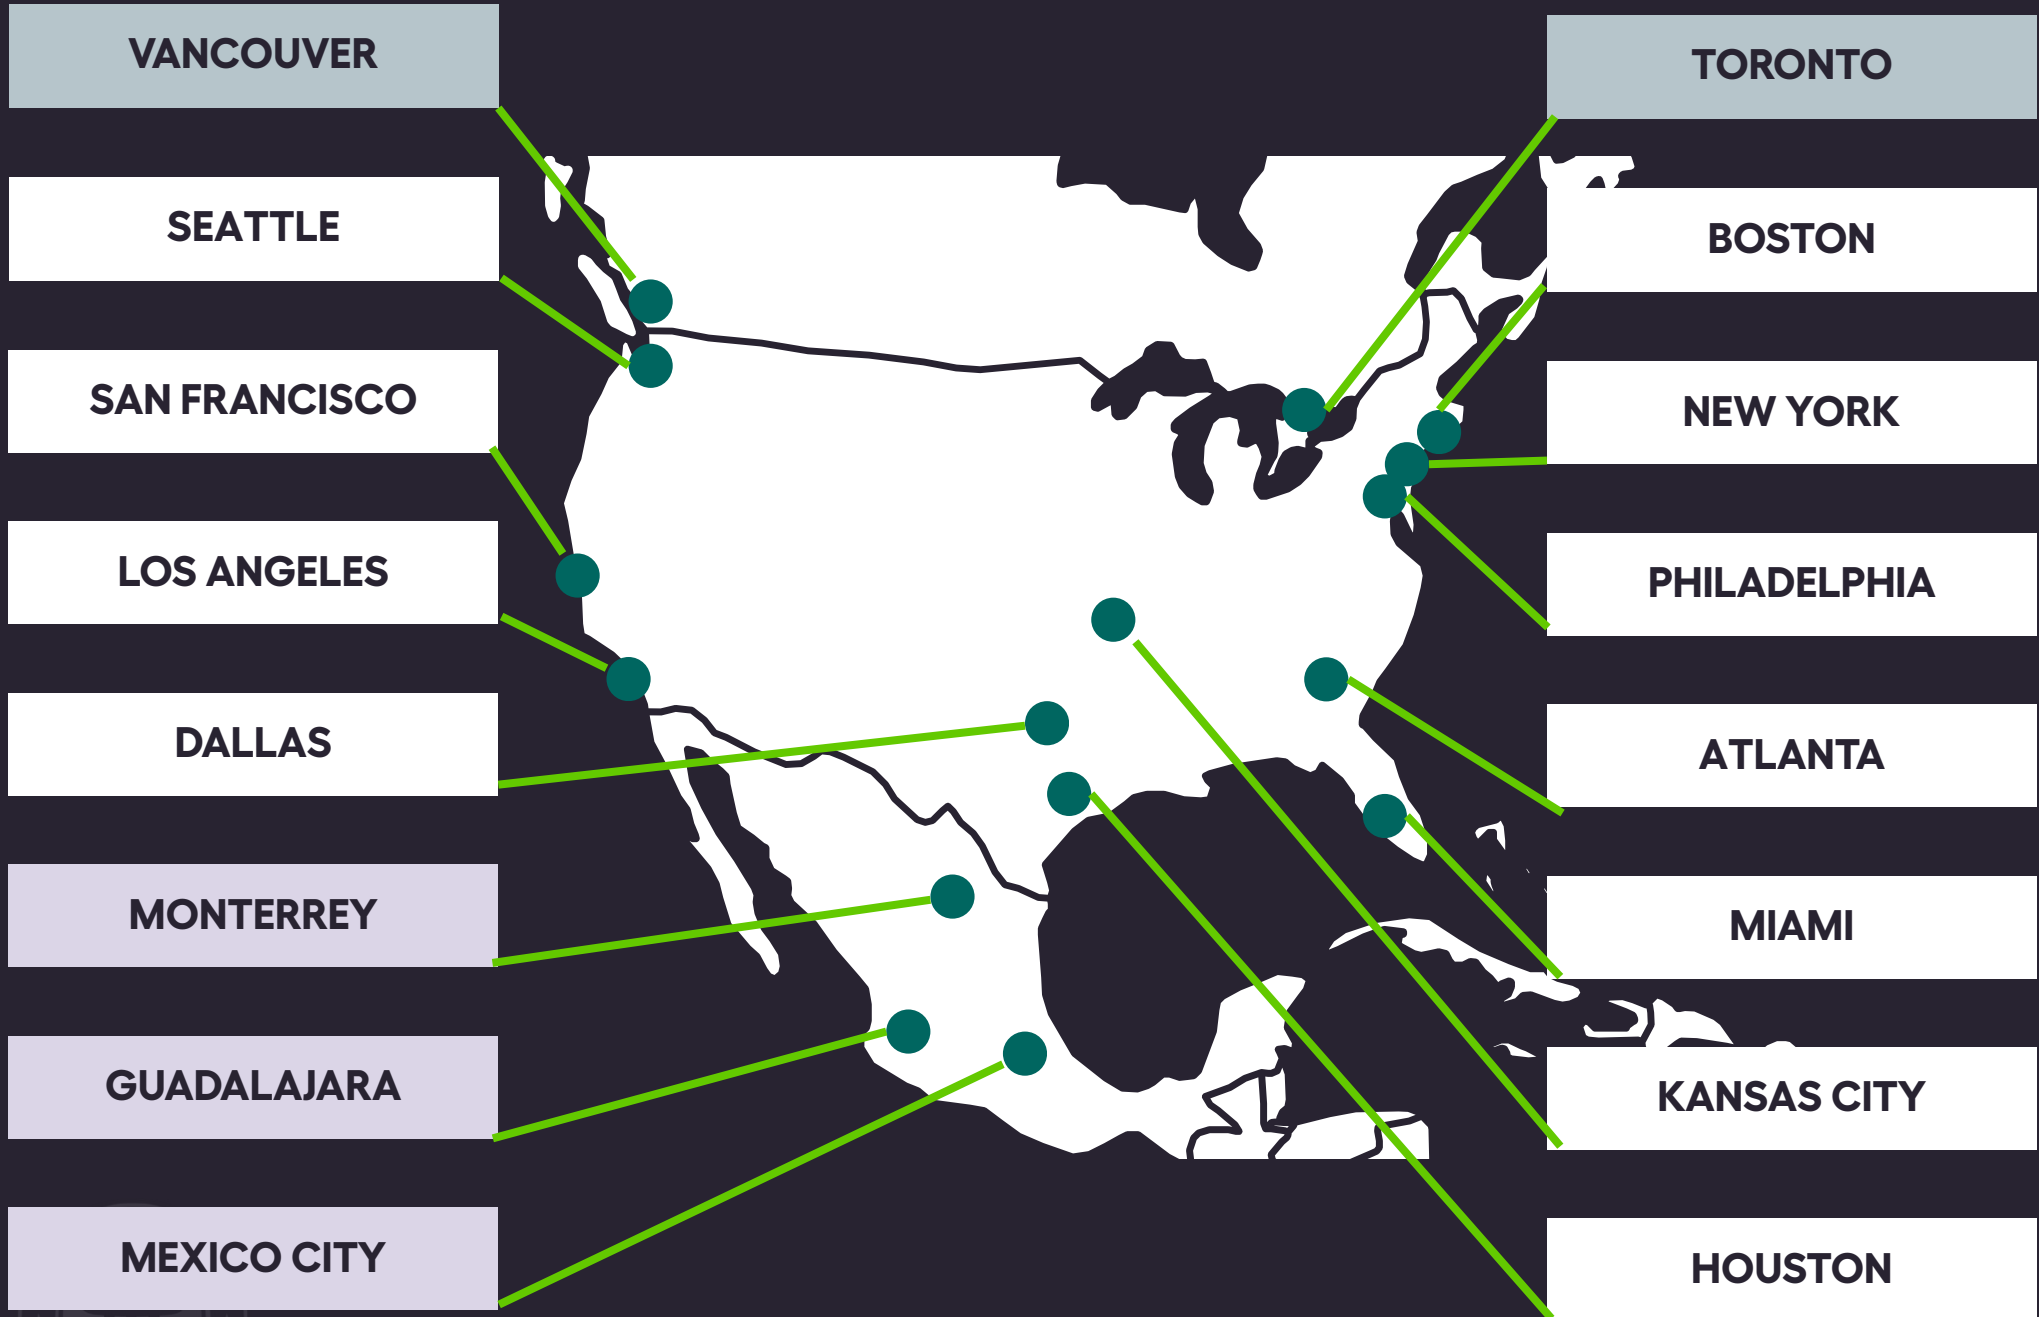 VANCOUVER
SEATTLE
SAN FRANCISCO
LOS ANGELES
DALLAS
MONTERREY
GUADALAJARA
MEXICO CITY
TORONTO
BOSTON
NEW YORK
PHILADELPHIA
ATLANTA
MIAMI
KANSAS CITY
HOUSTON